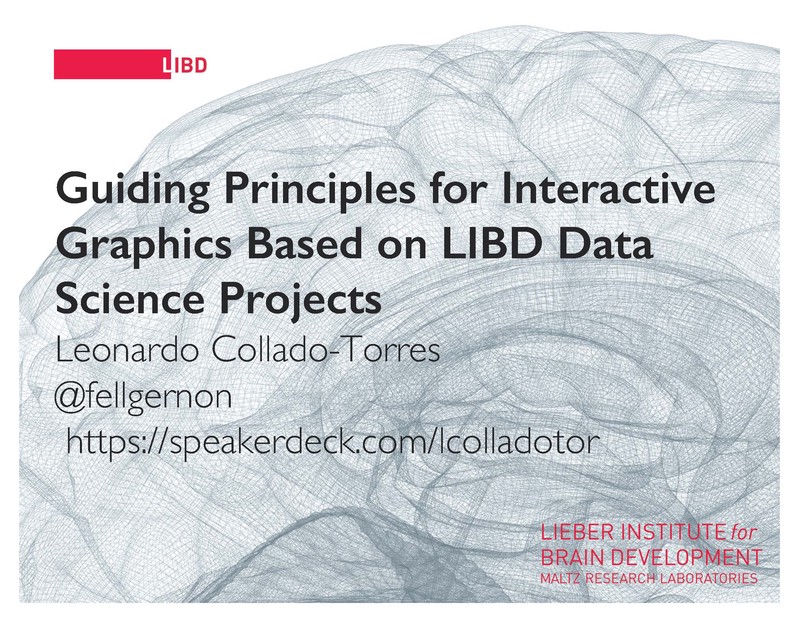 LIBD
Guiding Principles for Interactive
Graphics Based on LIBD Data
Science Projects
Leonardo Collado-Torres
@fellgernon
https://speakerdeck.com/lcolladotor
LIEBER INSTITUTE for
BRAIN DEVELOPMENT
MALTZ RESEARCH LABORATORIES